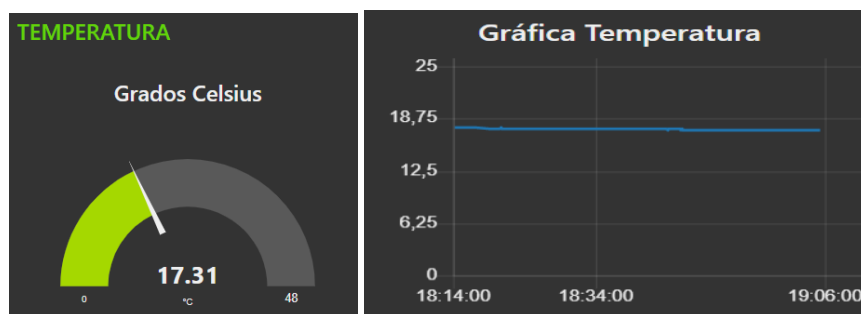 TEMPERATURA
Grados Celsius
17.31
0
°C
48
Gráfica Temperatura
25
18,75
12,5
6,25
0
18:14:00
18:34:00
19:06:00